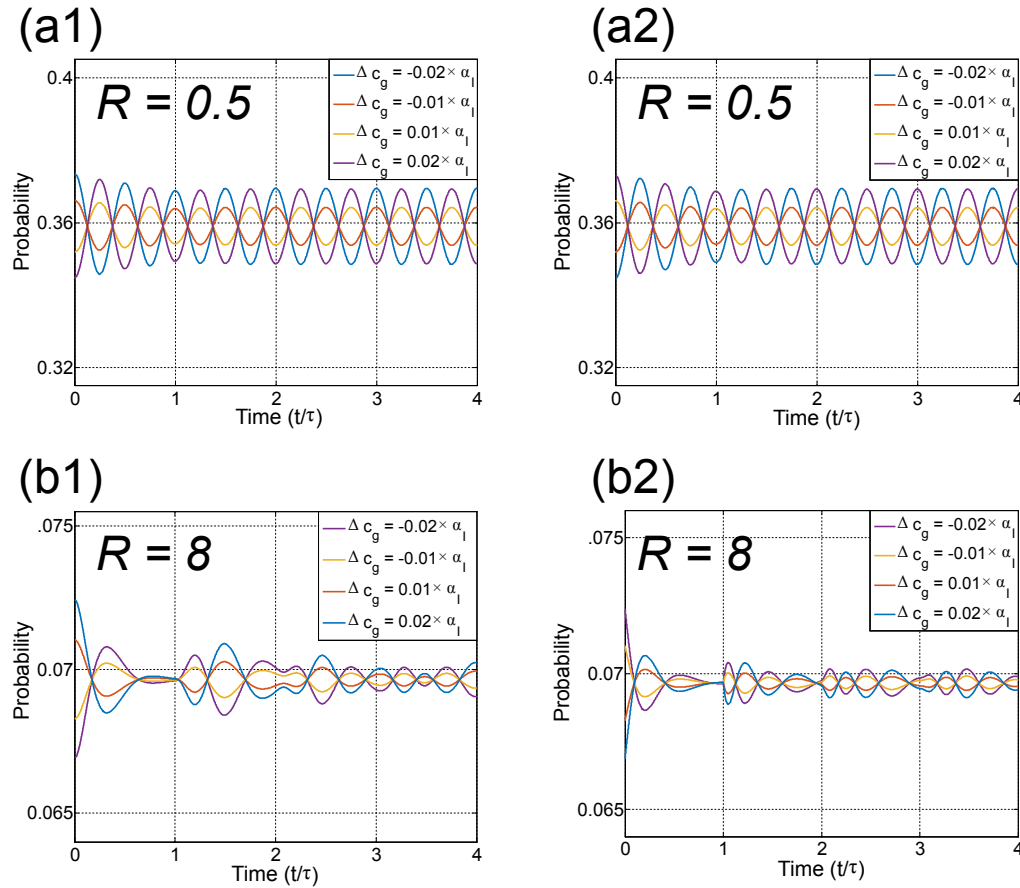 (a1)
R = 0.5
Δ c_g = -0.02× α_l
Δ c_g = -0.01× α_l
Δ c_g = 0.01× α_l
Δ c_g = 0.02× α_l
0.4
0.36
0.32
Probability
0 1 2 3 4
Time (t/τ)
(a2)
R = 0.5
Δ c_g = -0.02× α_l
Δ c_g = -0.01× α_l
Δ c_g = 0.01× α_l
Δ c_g = 0.02× α_l
0.4
0.36
0.32
Probability
0 1 2 3 4
Time (t/τ)
(b1)
R = 8
Δ c_g = -0.02× α_l
Δ c_g = -0.01× α_l
Δ c_g = 0.01× α_l
Δ c_g = 0.02× α_l
.075
0.07
0.065
Probability
0 1 2 3 4
Time (t/τ)
(b2)
R = 8
Δ c_g = -0.02× α_l
Δ c_g = -0.01× α_l
Δ c_g = 0.01× α_l
Δ c_g = 0.02× α_l
.075
0.07
0.065
Probability
0 1 2 3 4
Time (t/τ)